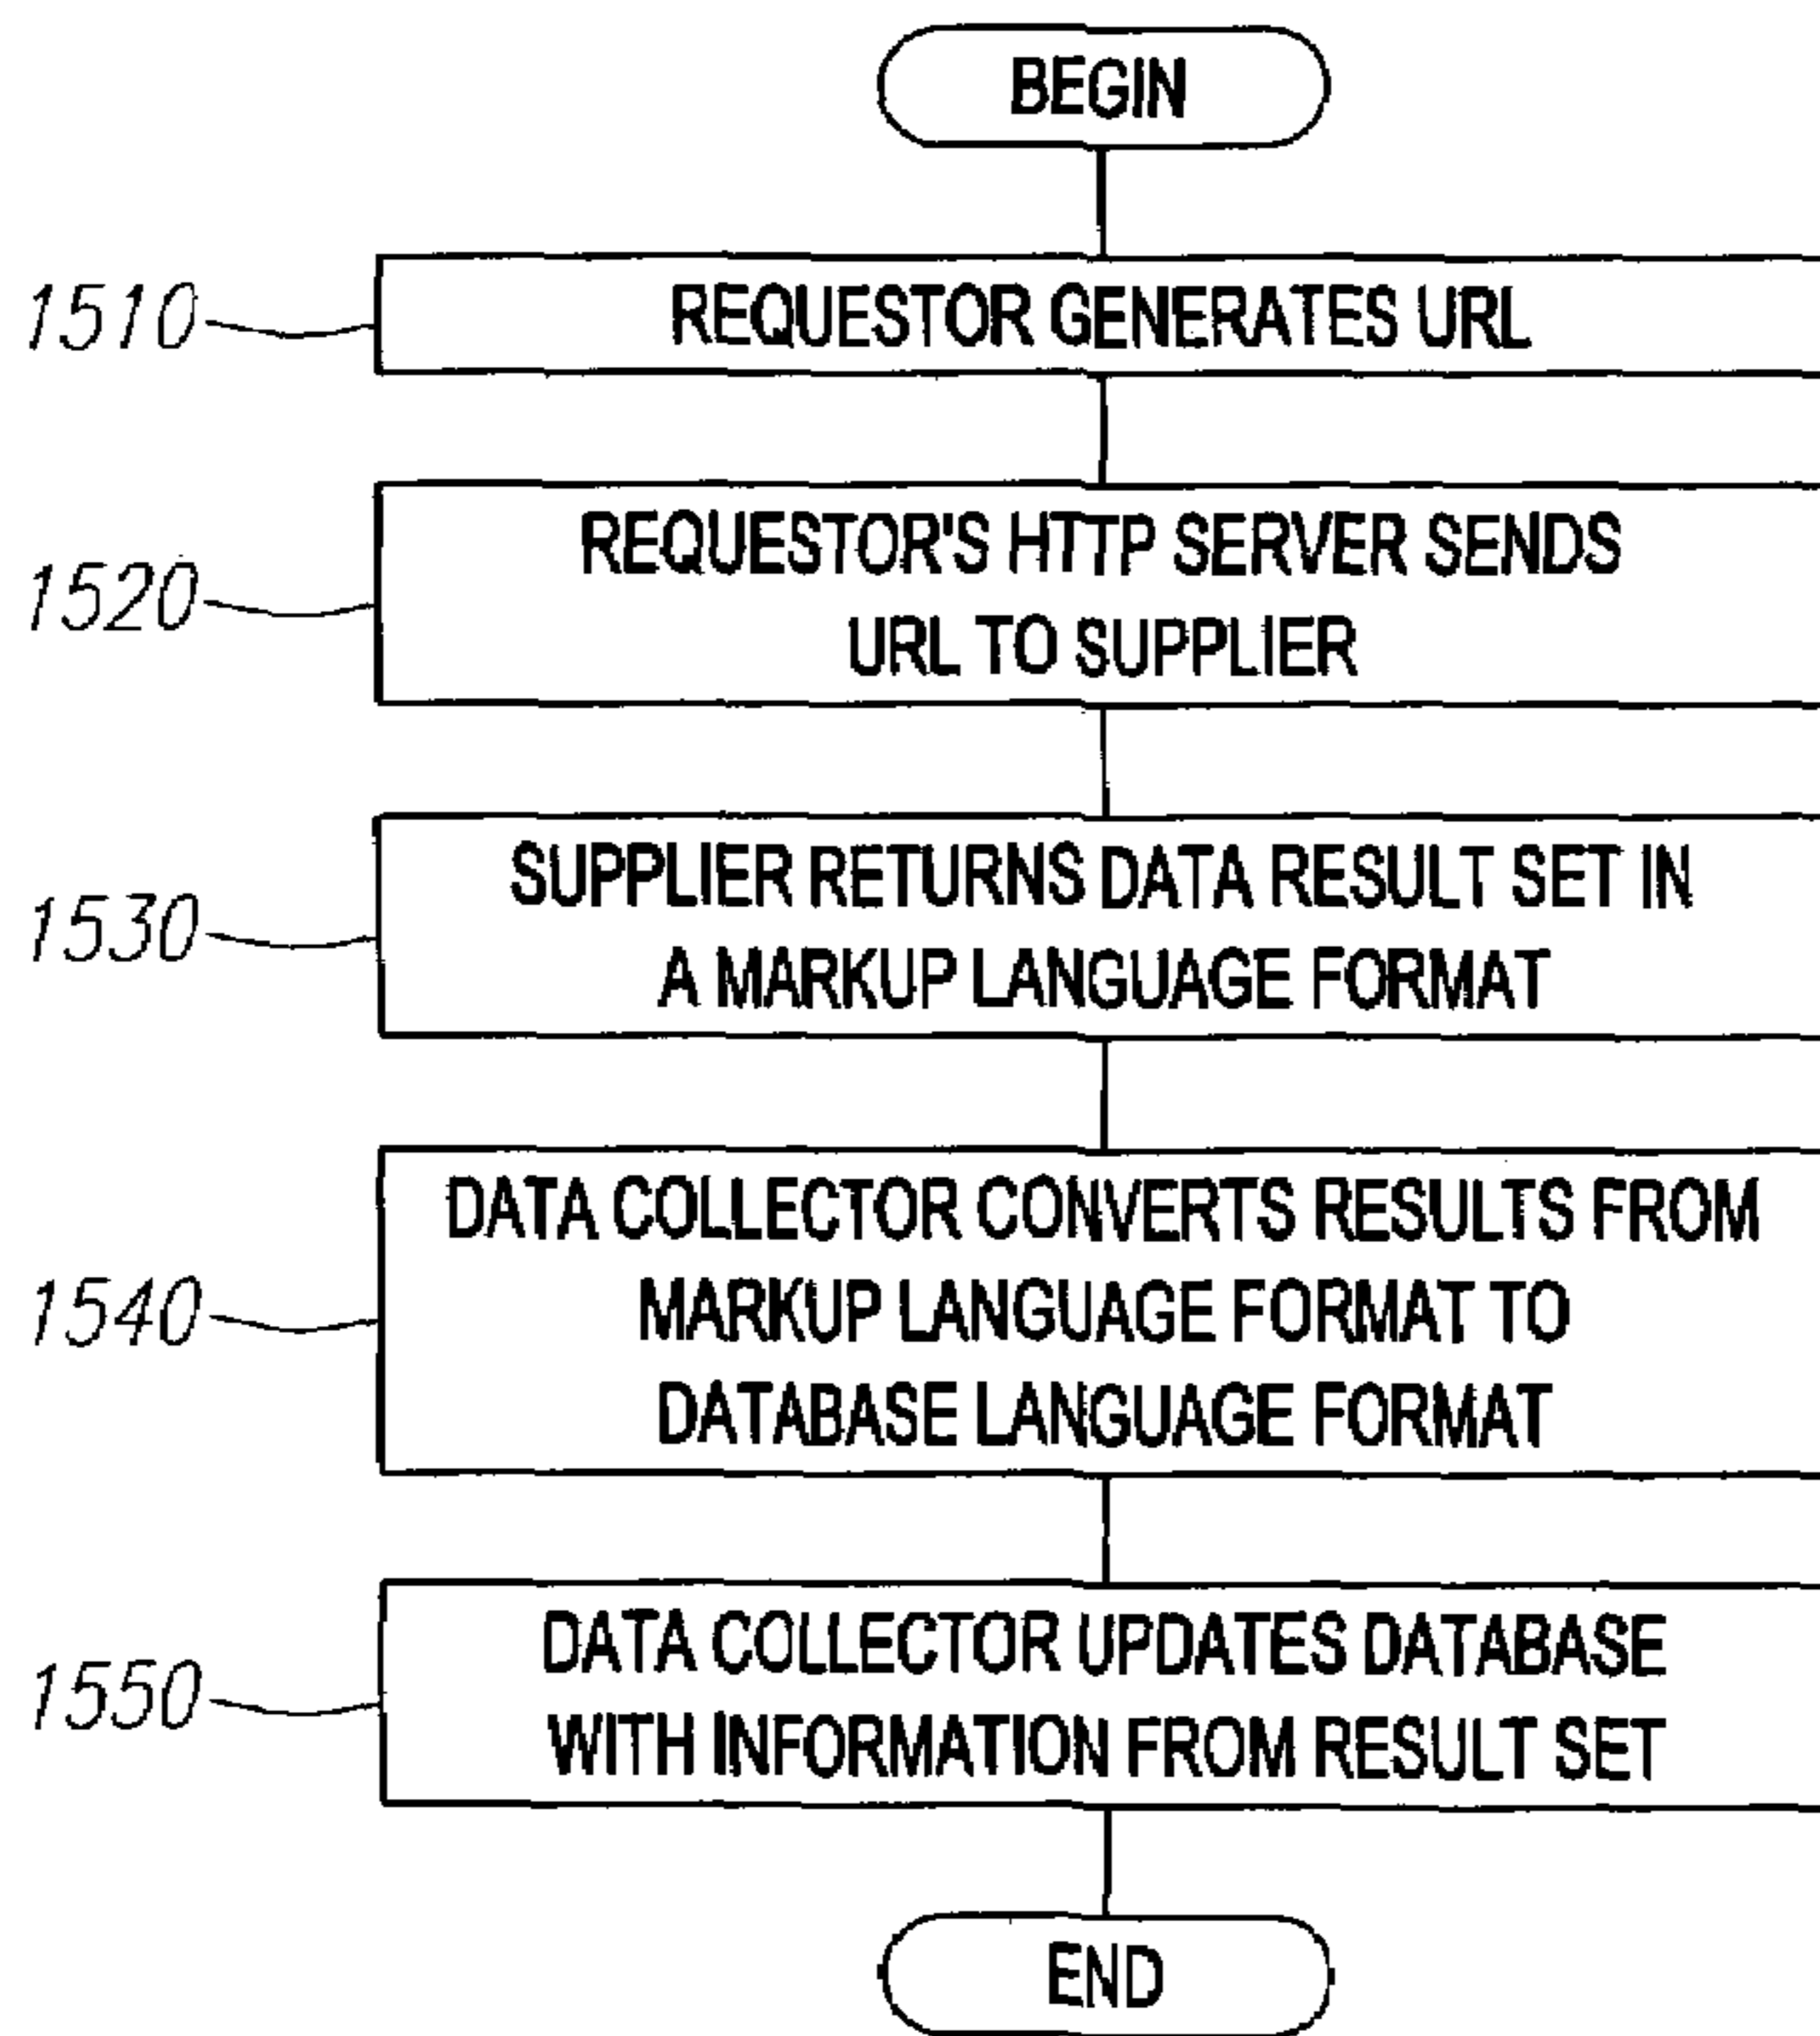 BEGIN
1510
REQUESTOR GENERATES URL
1520
REQUESTOR'S HTTP SERVER SENDS
URL TO SUPPLIER
1530
SUPPLIER RETURNS DATA RESULT SET IN
A MARKUP LANGUAGE FORMAT
1540
DATA COLLECTOR CONVERTS RESULTS FROM
MARKUP LANGUAGE FORMAT TO
DATABASE LANGUAGE FORMAT
1550
DATA COLLECTOR UPDATES DATABASE
WITH INFORMATION FROM RESULT SET
END